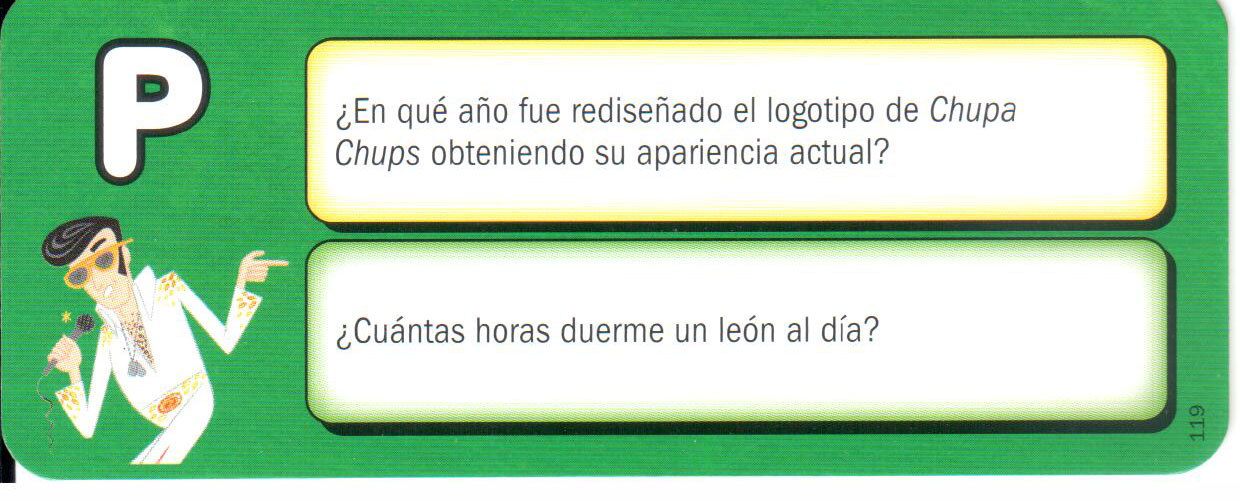 P
¿En qué año fue rediseñado el logotipo de Chupa
Chups obteniendo su apariencia actual?
¿Cuántas horas duerme un león al día?
119